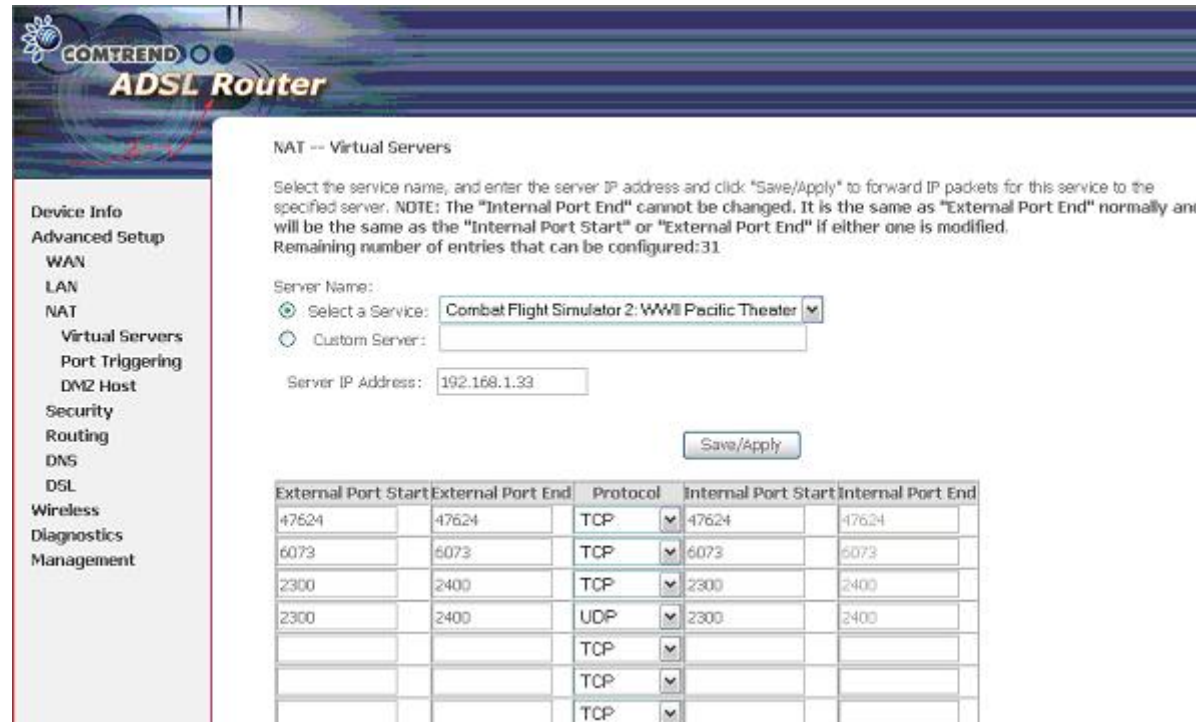 COMTREND
ADSL Router
Device Info
Advanced Setup
WAN
LAN
NAT
Virtual Servers
Port Triggering
DMZ Host
Security
Routing
DNS
DSL
Wireless
Diagnostics
Management
NAT -- Virtual Servers
Select the service name, and enter the server IP address and click "Save/Apply" to forward IP packets for this service to the
specified server. NOTE: The "Internal Port End" cannot be changed. It is the same as "External Port End" normally and
will be the same as the "Internal Port Start" or "External Port End" if either one is modified.
Remaining number of entries that can be configured:31
Server Name:
Select a Service: Combat Flight Simulator 2: WWII Pacific Theater
Custom Server:
Server IP Address: 192.168.1.33
Save/Apply
External Port Start External Port End Protocol Internal Port Start Internal Port End
47624 47624 TCP 47624 47624
6073 6073 TCP 6073 6073
2300 2400 TCP 2300 2400
2300 2400 UDP 2300 2400
TCP
TCP
TCP